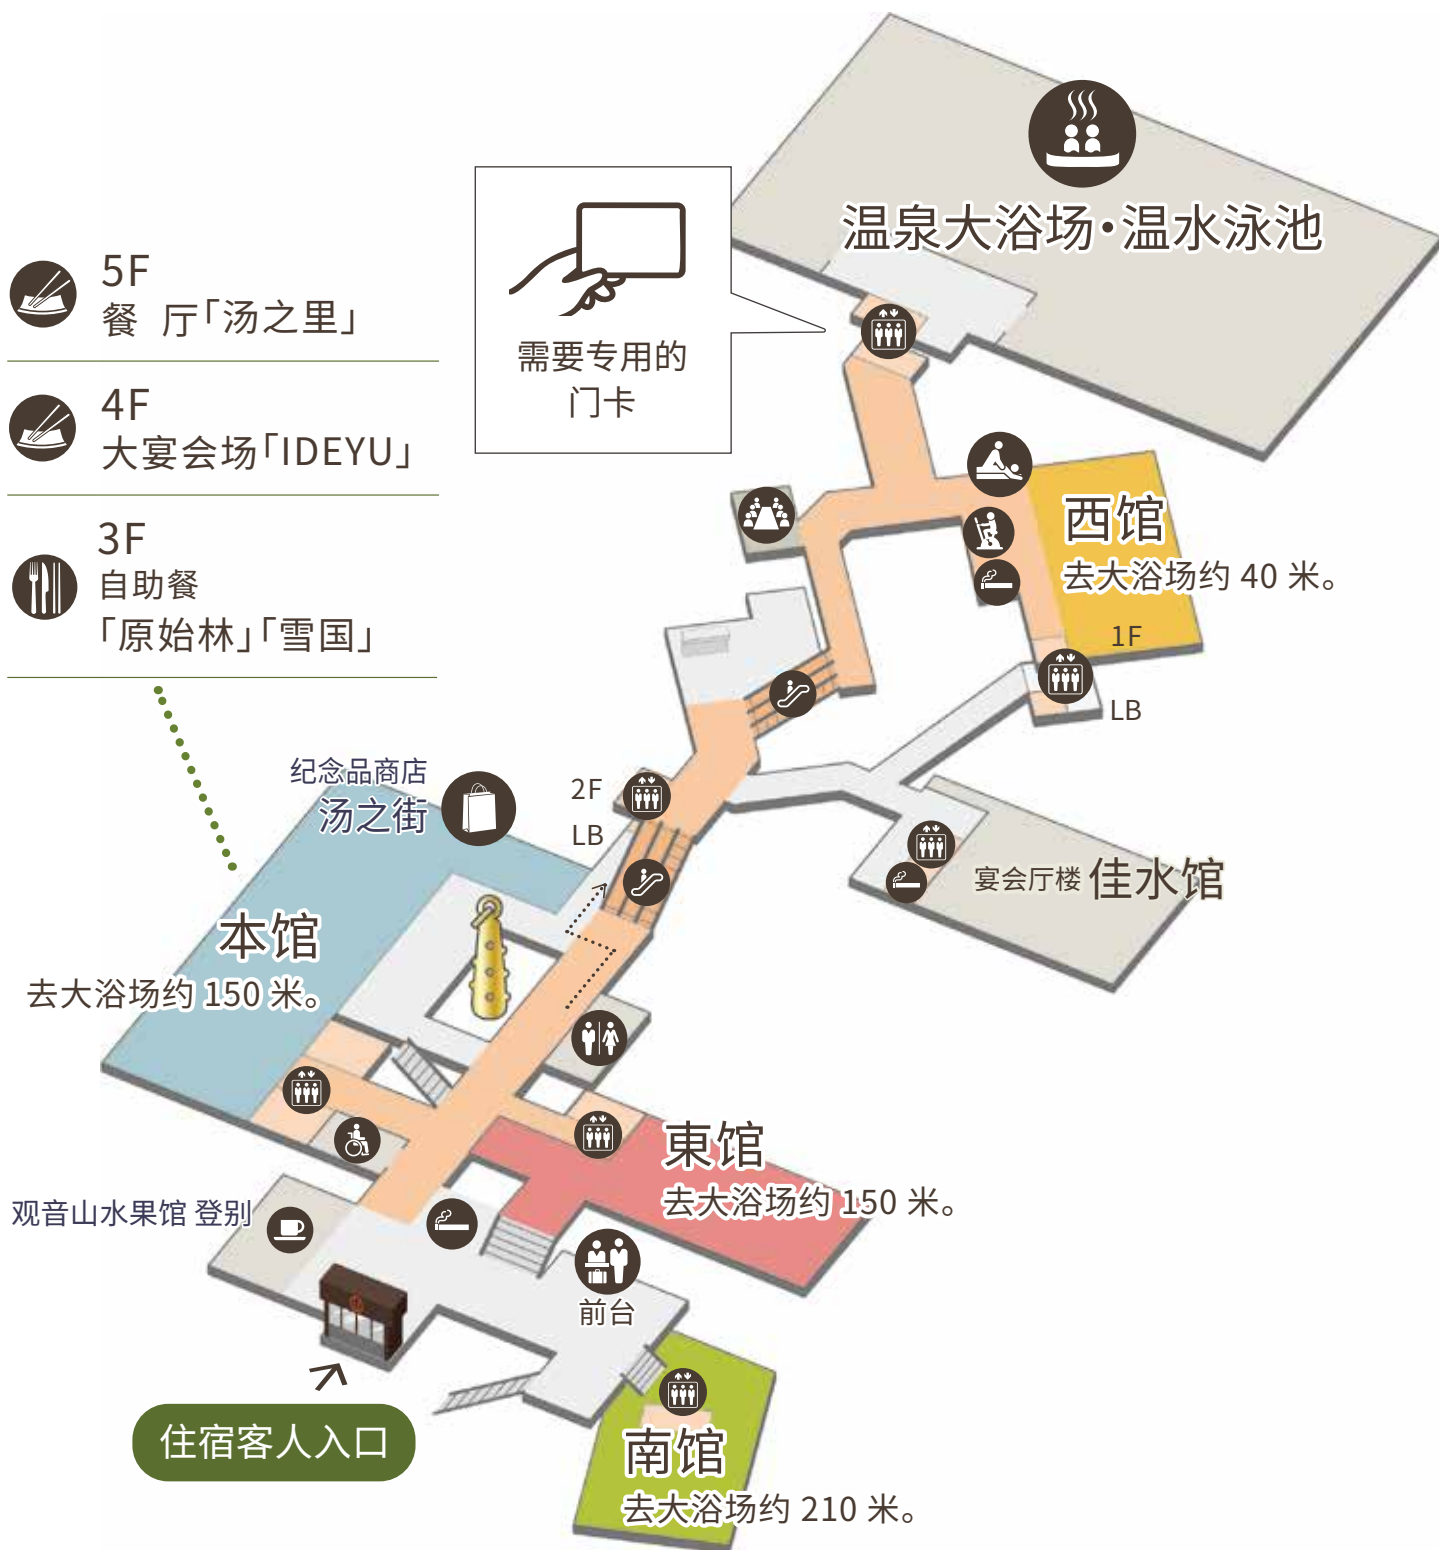 温泉大浴场・温水泳池
需要专用的
门卡
5F
餐 厅「汤之里」
4F
大宴会场「IDEYU」
3F
自助餐
「原始林」「雪国」
西馆
去大浴场约 40 米。
1F
LB
纪念品商店
汤之街
2F
LB
宴会厅楼 佳水馆
本馆
去大浴场约 150 米。
東馆
去大浴场约 150 米。
观音山水果馆 登别
前台
住宿客人入口
南馆
去大浴场约 210 米。